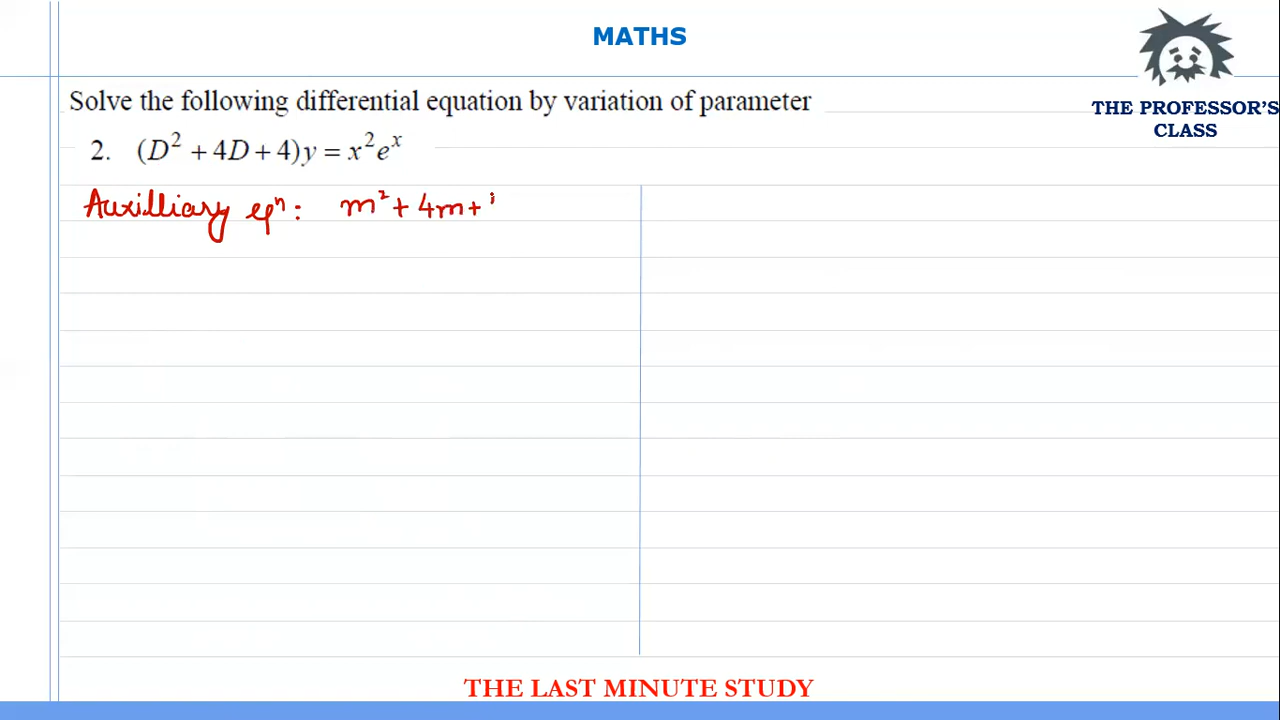 MATHS
Solve the following differential equation by variation of parameter
THE PROFESSOR'S
CLASS
2. (D² + 4D + 4)y = x²eˣ
Auxilliary eqⁿ: m² + 4m +
THE LAST MINUTE STUDY